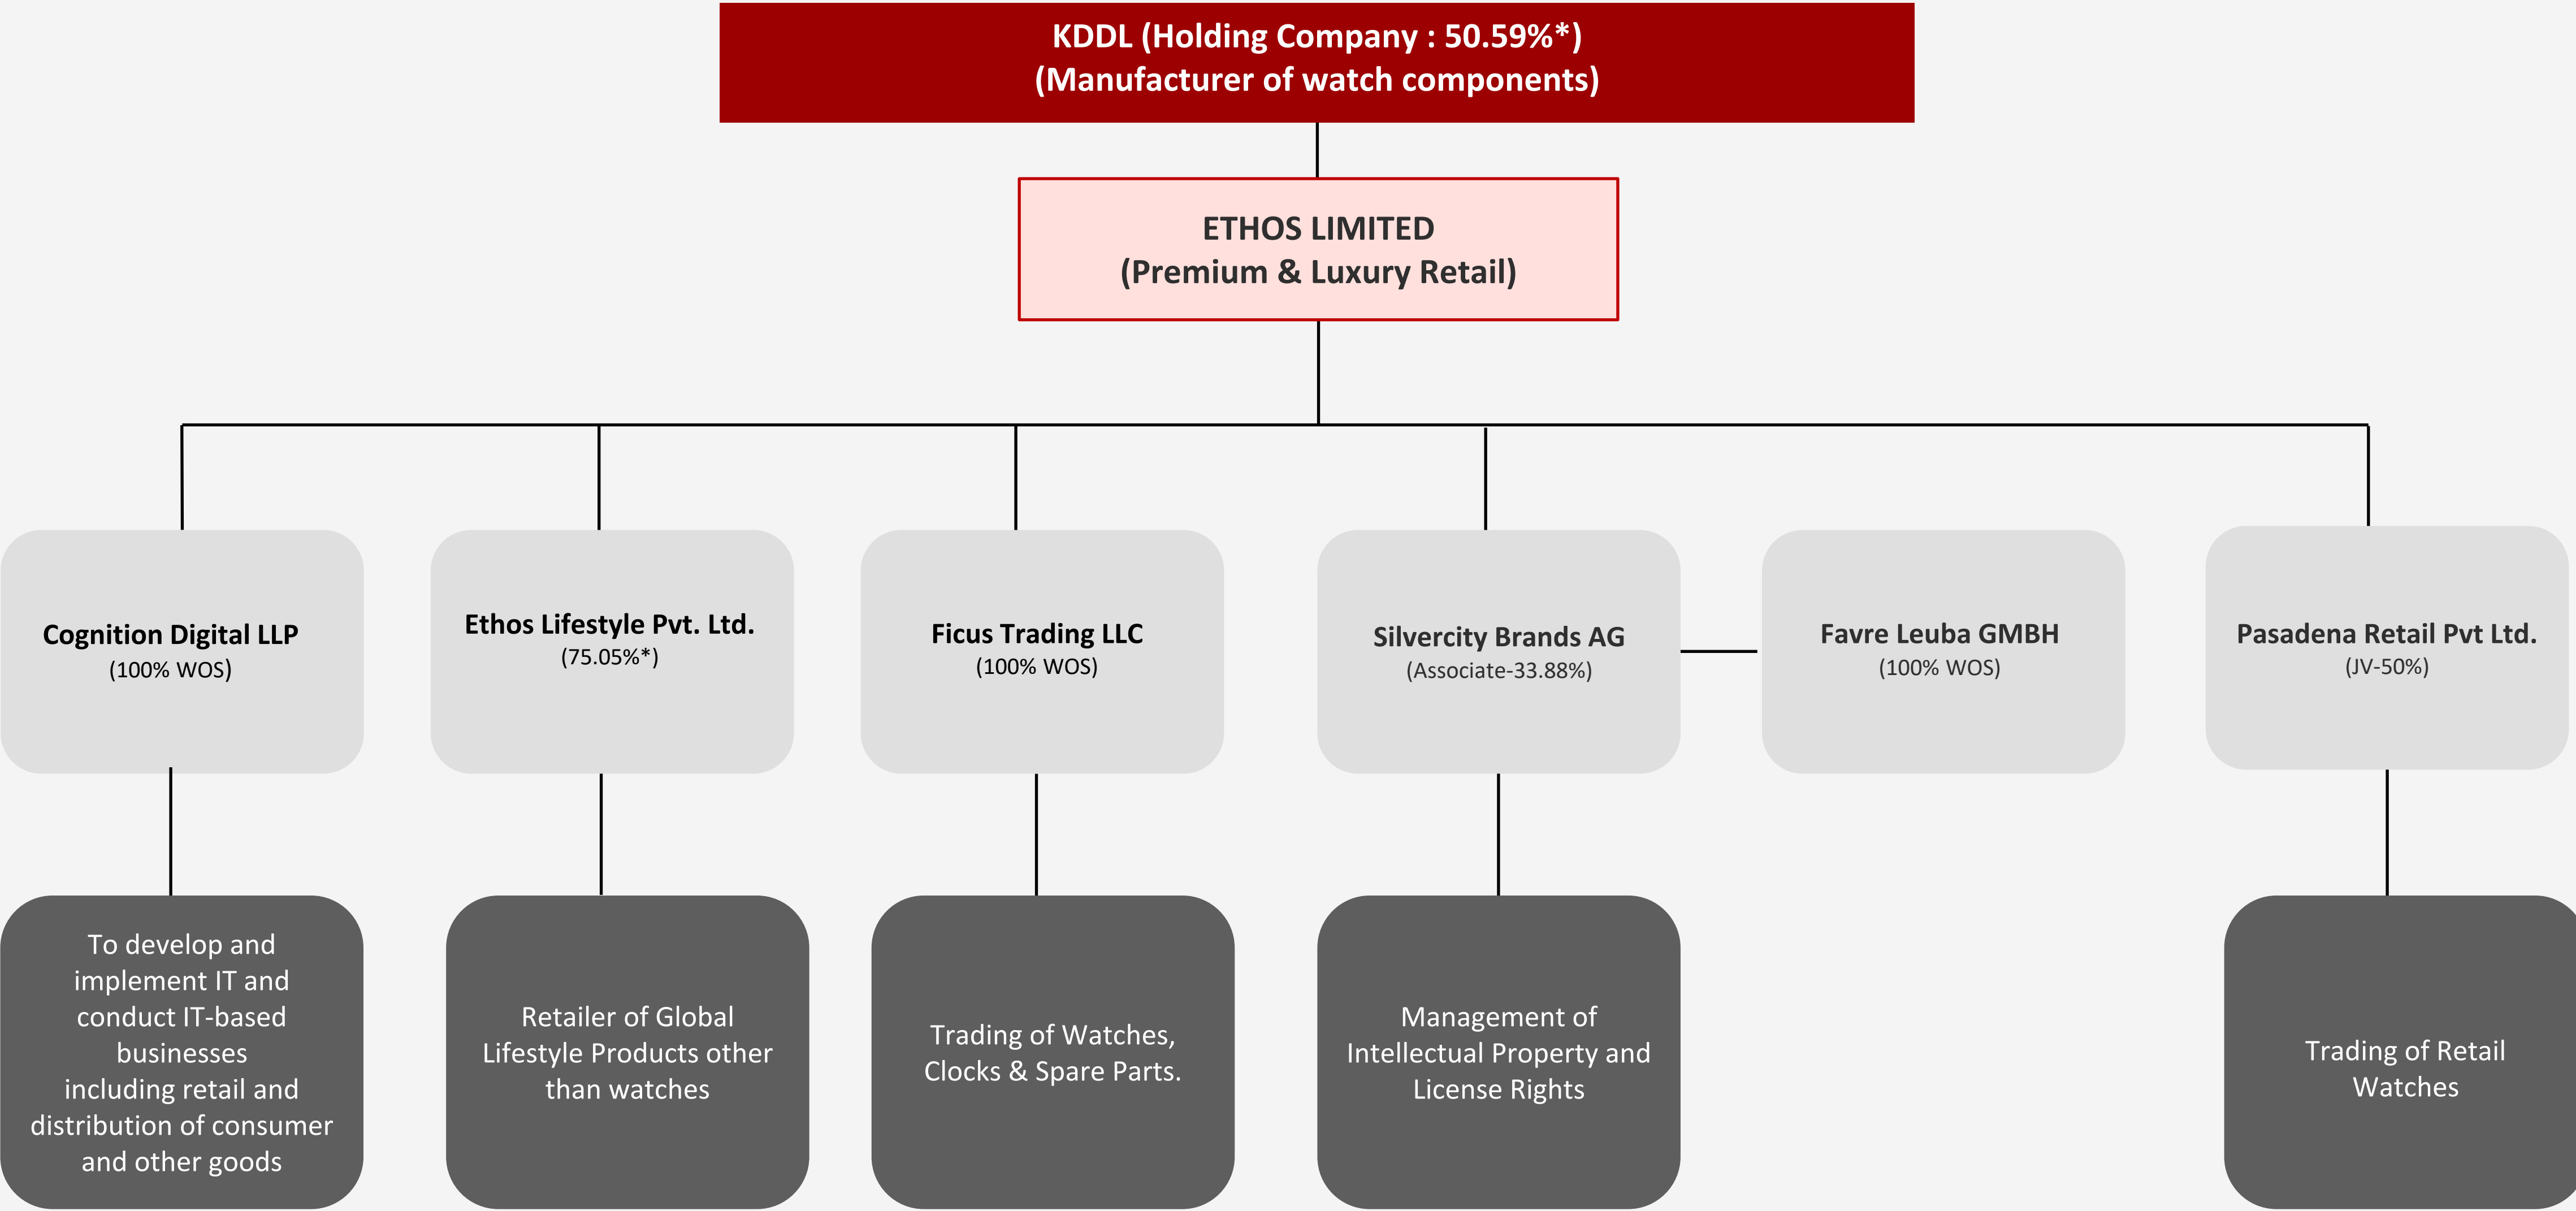 KDDL (Holding Company : 50.59%*)
(Manufacturer of watch components)
ETHOS LIMITED
(Premium & Luxury Retail)
Cognition Digital LLP
(100% WOS)
Ethos Lifestyle Pvt. Ltd.
(75.05%*)
Ficus Trading LLC
(100% WOS)
Silvercity Brands AG
(Associate-33.88%)
Favre Leuba GMBH
(100% WOS)
Pasadena Retail Pvt Ltd.
(JV-50%)
To develop and
implement IT and
conduct IT-based
businesses
including retail and
distribution of consumer
and other goods
Retailer of Global
Lifestyle Products other
than watches
Trading of Watches,
Clocks & Spare Parts.
Management of
Intellectual Property and
License Rights
Trading of Retail
Watches